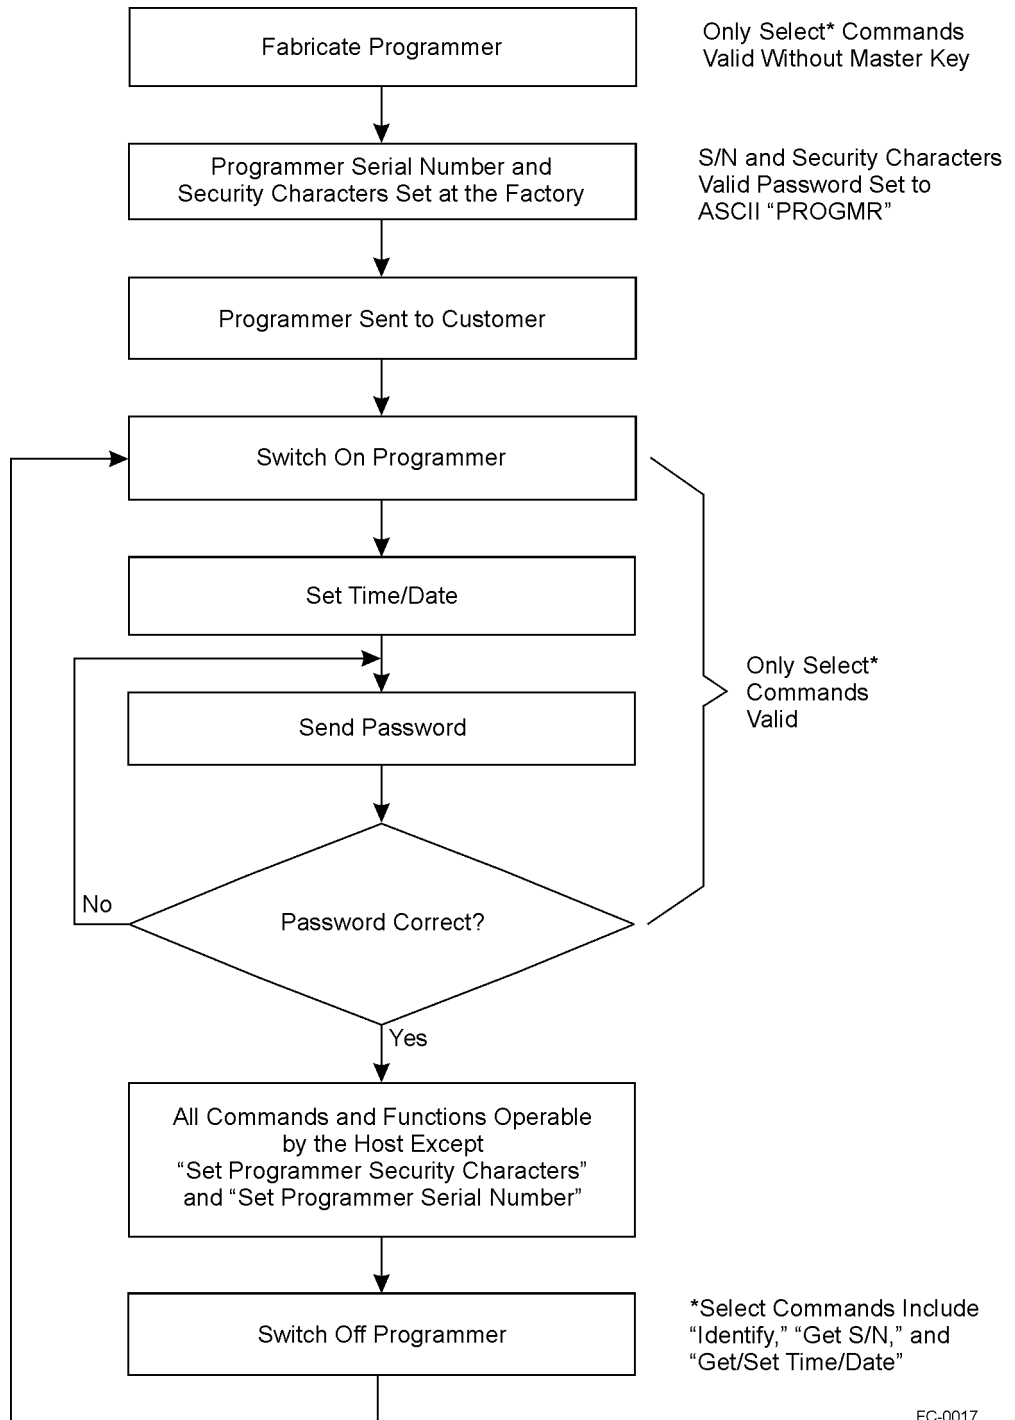 Fabricate Programmer
Only Select* Commands
Valid Without Master Key
Programmer Serial Number and
Security Characters Set at the Factory
S/N and Security Characters
Valid Password Set to
ASCII “PROGMR”
Programmer Sent to Customer
Switch On Programmer
Set Time/Date
Only Select*
Commands
Valid
Send Password
No
Password Correct?
Yes
All Commands and Functions Operable
by the Host Except
“Set Programmer Security Characters”
and “Set Programmer Serial Number”
Switch Off Programmer
*Select Commands Include
“Identify,” “Get S/N,” and
“Get/Set Time/Date”
FC-0017